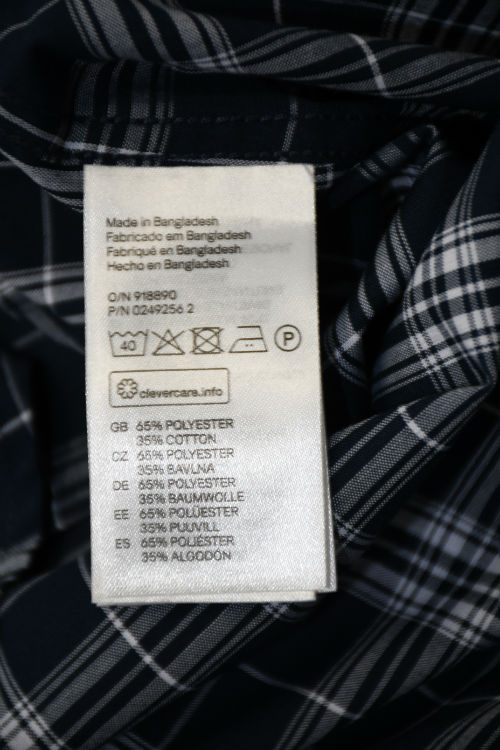 Made in Bangladesh
Fabricado em Bangladesh
Fabriqué en Bangladesh
Hecho en Bangladesh
O/N 918890
P/N 0249256 2
40 P
clevercare.info
GB 65% POLYESTER
35% COTTON
CZ 65% POLYESTER
35% BAVLNA
DE 65% POLYESTER
35% BAUMWOLLE
EE 65% POLÜESTER
35% PUUVILL
ES 65% POLIÉSTER
35% ALGODÓN